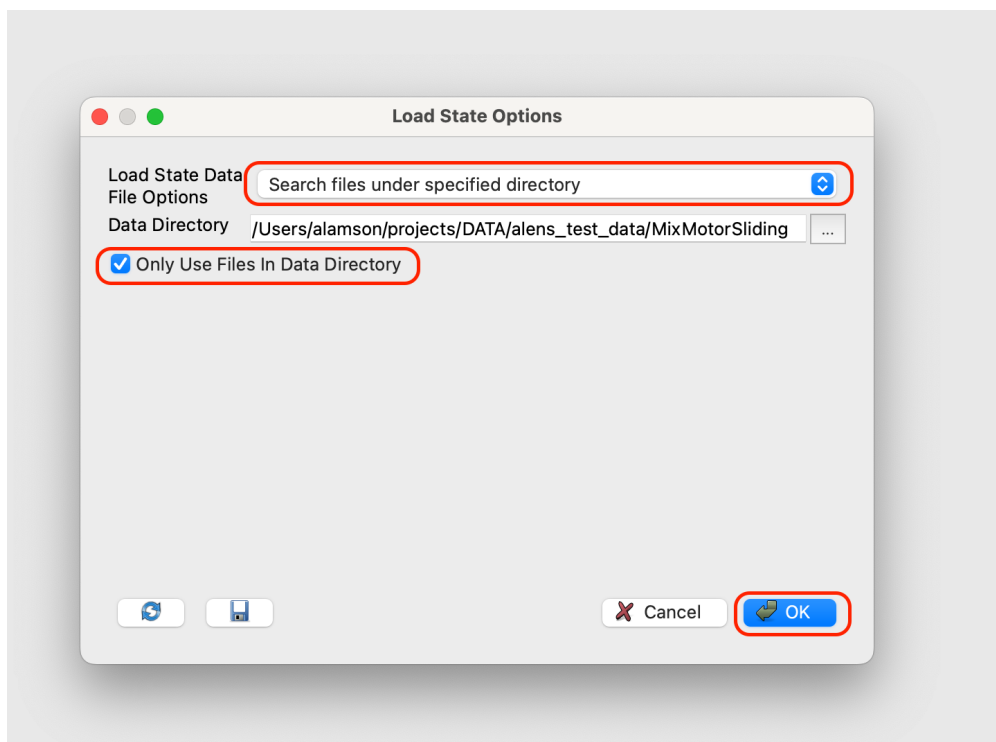 Load State Options
Load State Data
File Options
Search files under specified directory
Data Directory
/Users/alamson/projects/DATA/alens_test_data/MixMotorSliding
...
Only Use Files In Data Directory
Cancel
OK